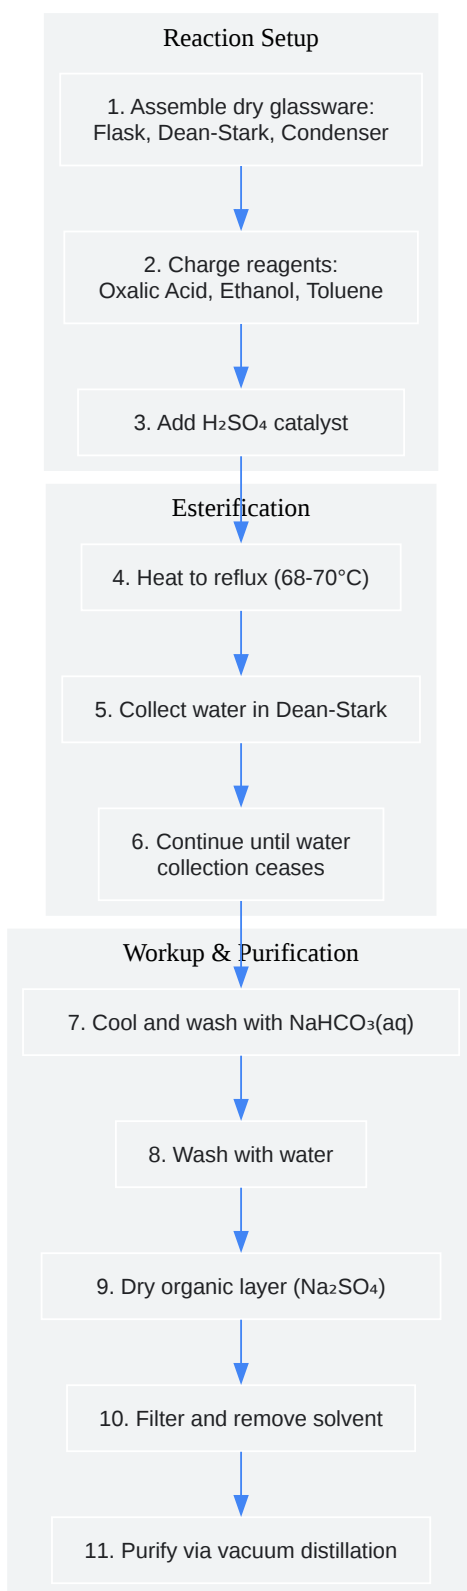 Reaction Setup
1. Assemble dry glassware:
Flask, Dean-Stark, Condenser
2. Charge reagents:
Oxalic Acid, Ethanol, Toluene
3. Add H₂SO₄ catalyst
Esterification
4. Heat to reflux (68-70°C)
5. Collect water in Dean-Stark
6. Continue until water
collection ceases
Workup & Purification
7. Cool and wash with NaHCO₃(aq)
8. Wash with water
9. Dry organic layer (Na₂SO₄)
10. Filter and remove solvent
11. Purify via vacuum distillation